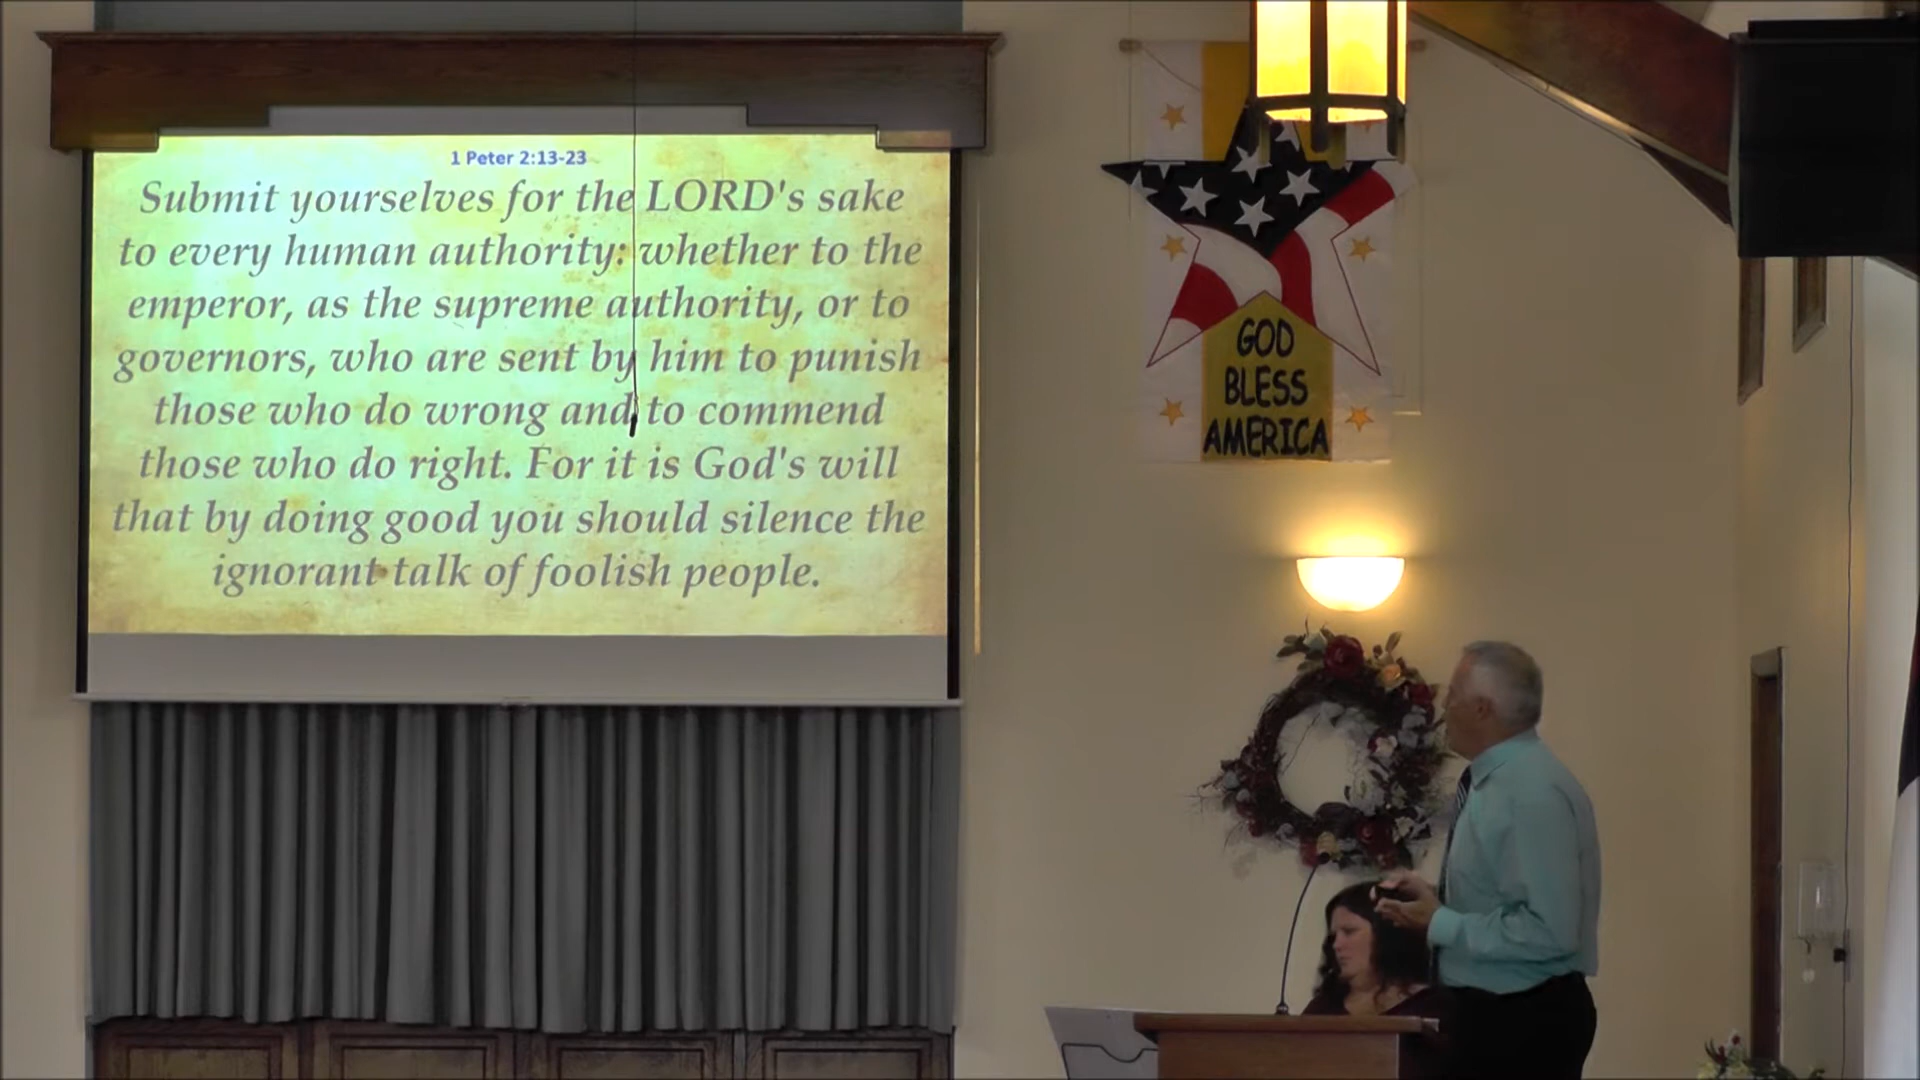 1 Peter 2:13-23
Submit yourselves for the LORD's sake
to every human authority: whether to the
emperor, as the supreme authority, or to
governors, who are sent by him to punish
those who do wrong and to commend
those who do right. For it is God's will
that by doing good you should silence the
ignorant talk of foolish people.
GOD
BLESS
AMERICA